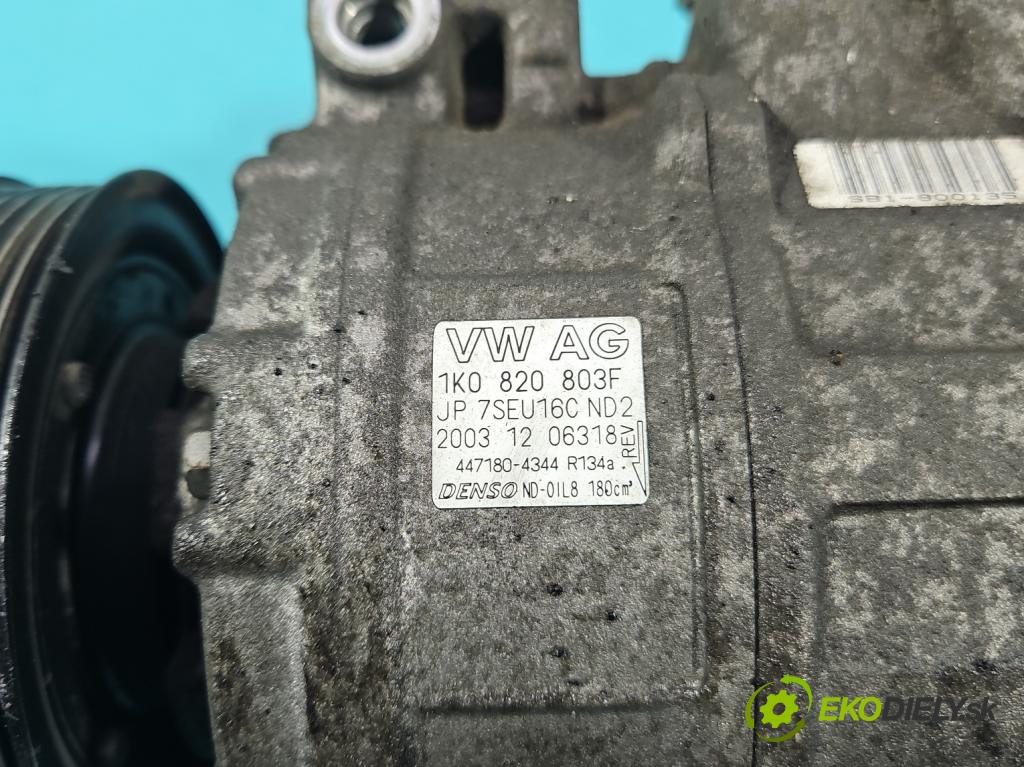 VW AG
1K0 820 803F
JP 7SEU16C ND2
2003 12 06318
REV
447180-4344 R134a
DENSO ND-OIL8 180cm³
EKODIELY.sk